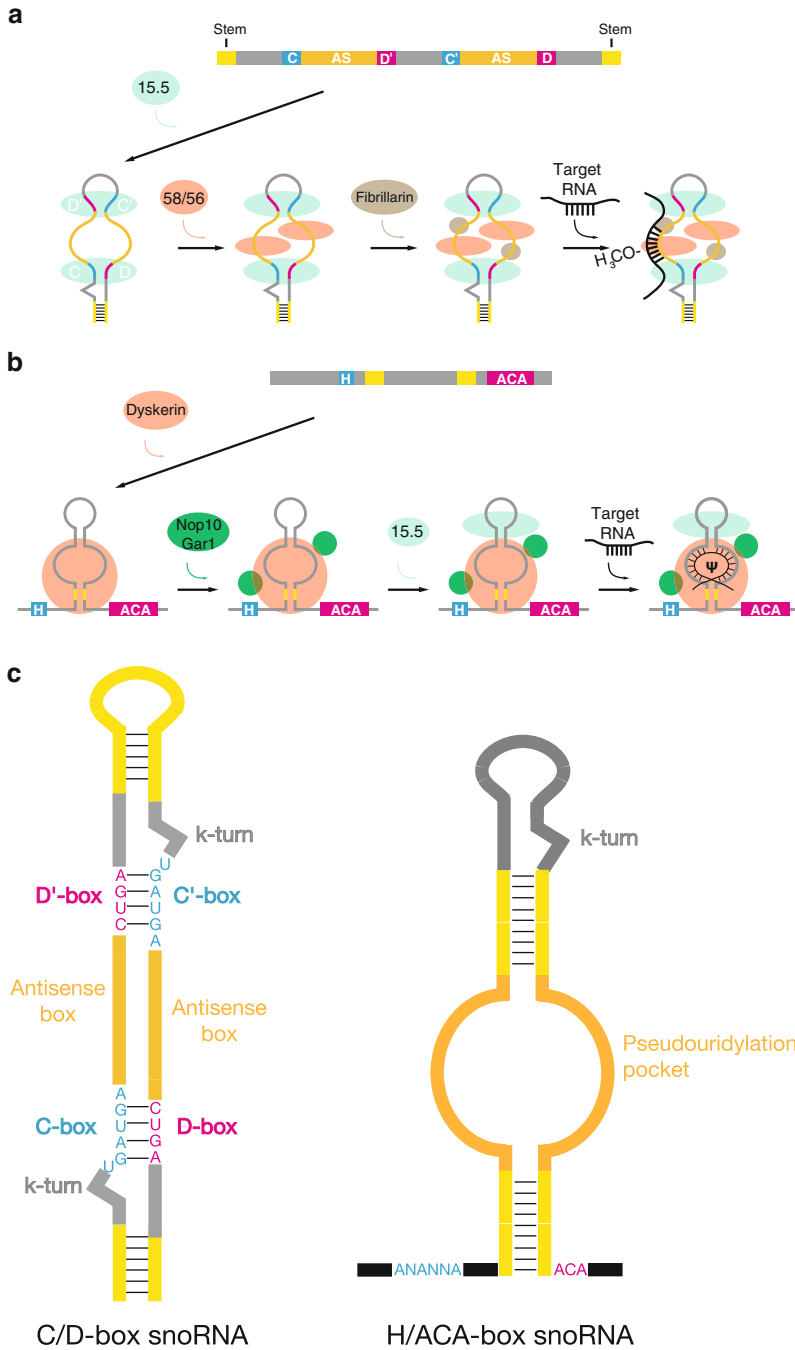 a
Stem
Stem
C
AS
D'
C'
AS
D
15.5
D'
C'
C
D
58/56
Fibrillarin
Target
RNA
H3CO-
b
H
ACA
Dyskerin
H
ACA
Nop10
Gar1
H
ACA
15.5
H
ACA
Target
RNA
Ψ
H
ACA
c
k-turn
U
A
G
U
C
G
A
U
G
A
D'-box
C'-box
Antisense
box
Antisense
box
A
G
U
A
G
U
C
U
G
A
C-box
D-box
k-turn
C/D-box snoRNA
k-turn
Pseudouridylation
pocket
ANANNA
ACA
H/ACA-box snoRNA